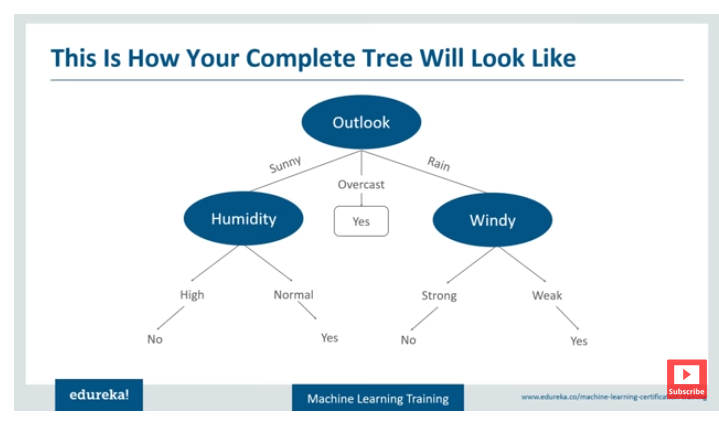 This Is How Your Complete Tree Will Look Like
Outlook
Sunny
Overcast
Rain
Humidity
Yes
Windy
High
Normal
Strong
Weak
No
Yes
No
Yes
edureka!
Machine Learning Training
www.edureka.co/machine-learning-certific
Subscribe